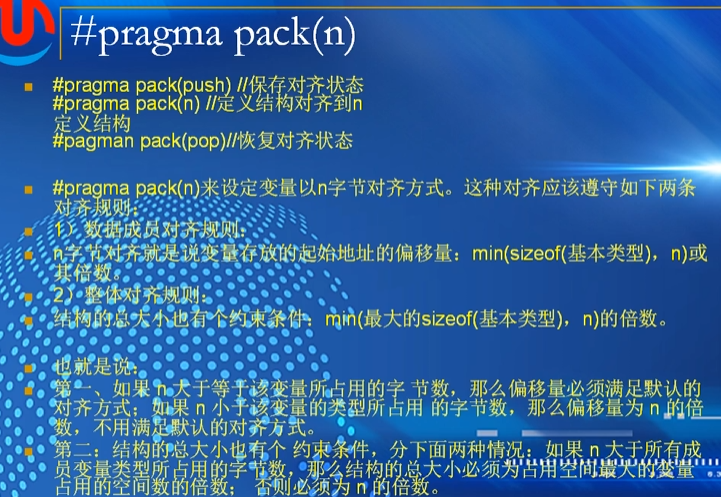 #pragma pack(n)
#pragma pack(push) //保存对齐状态
#pragma pack(n) //定义结构对齐到n
定义结构
#pagman pack(pop)//恢复对齐状态
#pragma pack(n)来设定变量以n字节对齐方式。这种对齐应该遵守如下两条
对齐规则：
1）数据成员对齐规则：
n字节对齐就是说变量存放的起始地址的偏移量：min(sizeof(基本类型)，n)或
其倍数。
2）整体对齐规则：
结构的总大小也有个约束条件：min(最大的sizeof(基本类型)，n)的倍数。
也就是说：
第一、如果 n 大于等于该变量所占用的字 节数，那么偏移量必须满足默认的
对齐方式；如果 n 小于该变量的类型所占用 的字节数，那么偏移量为 n 的倍
数，不用满足默认的对齐方式。
第二：结构的总大小也有个 约束条件，分下面两种情况：如果 n 大于所有成
员变量类型所占用的字节数，那么结构的总大小必须为占用空间最大的变量
占用的空间数的倍数； 否则必须为 n 的倍数。